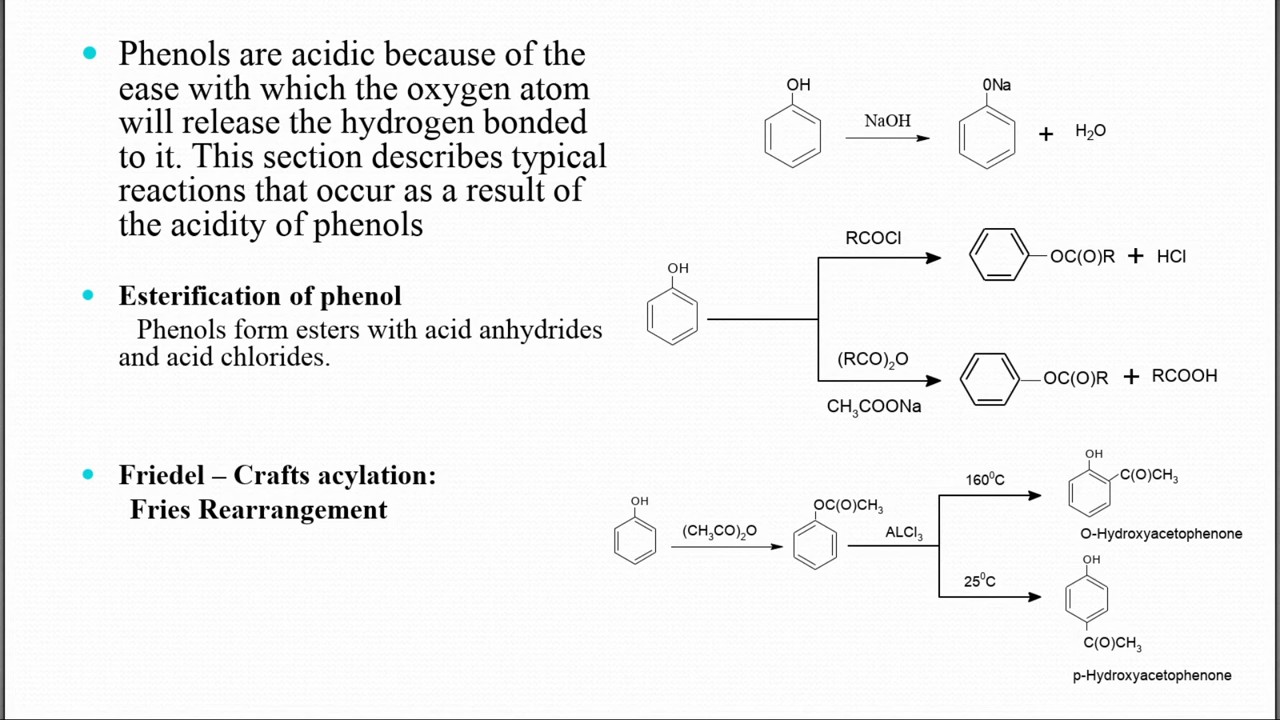 Phenols are acidic because of the
ease with which the oxygen atom
will release the hydrogen bonded
to it. This section describes typical
reactions that occur as a result of
the acidity of phenols
OH
NaOH
0Na
+
H₂O
Esterification of phenol
Phenols form esters with acid anhydrides
and acid chlorides.
OH
RCOCl
OC(O)R + HCl
(RCO)₂O
CH₃COONa
OC(O)R + RCOOH
Friedel – Crafts acylation:
Fries Rearrangement
OH
(CH₃CO)₂O
OC(O)CH₃
ALCl₃
160⁰C
OH
C(O)CH₃
O-Hydroxyacetophenone
25⁰C
OH
C(O)CH₃
p-Hydroxyacetophenone